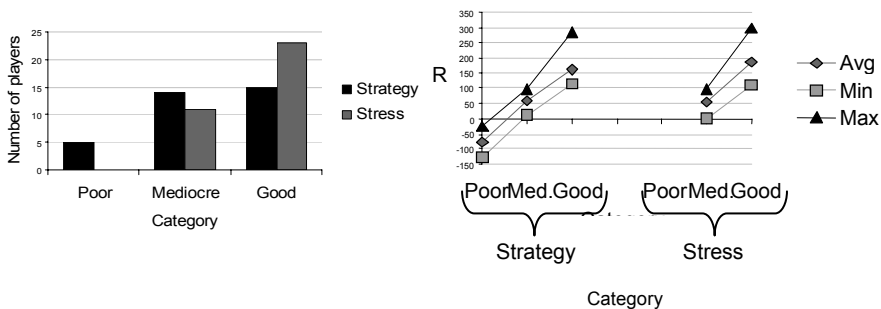 Number of players
25
20
15
10
5
0
Poor Mediocre Good
Category
Strategy
Stress
R
350
300
250
200
150
100
50
0
-50
-100
-150
PoorMed.Good PoorMed.Good
Strategy Stress
Category
Avg
Min
Max